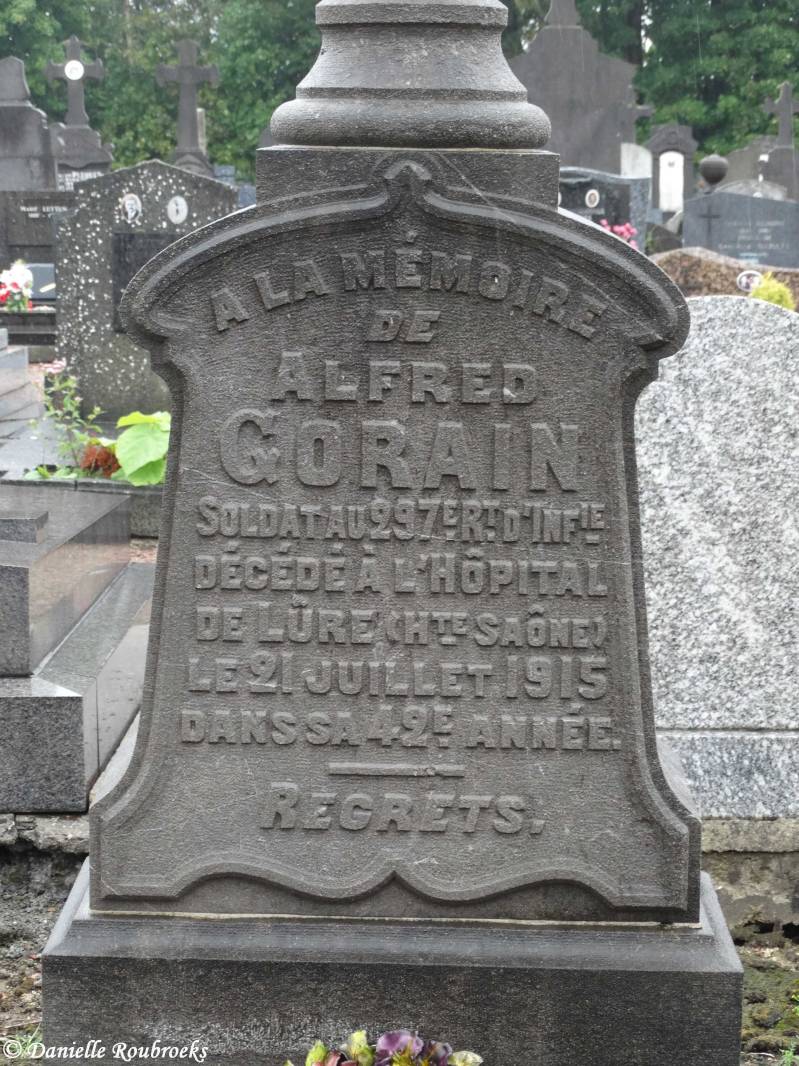 A LA MÉMOIRE
DE
ALFRED
GORAIN
SOLDAT AU 297E RT. D'INFIE
DÉCÉDÉ À L'HÔPITAL
DE LÛRE (HTE SAÔNE)
LE 21 JUILLET 1915
DANS SA 42E ANNÉE.
REGRETS.
© Danielle Roubroeks